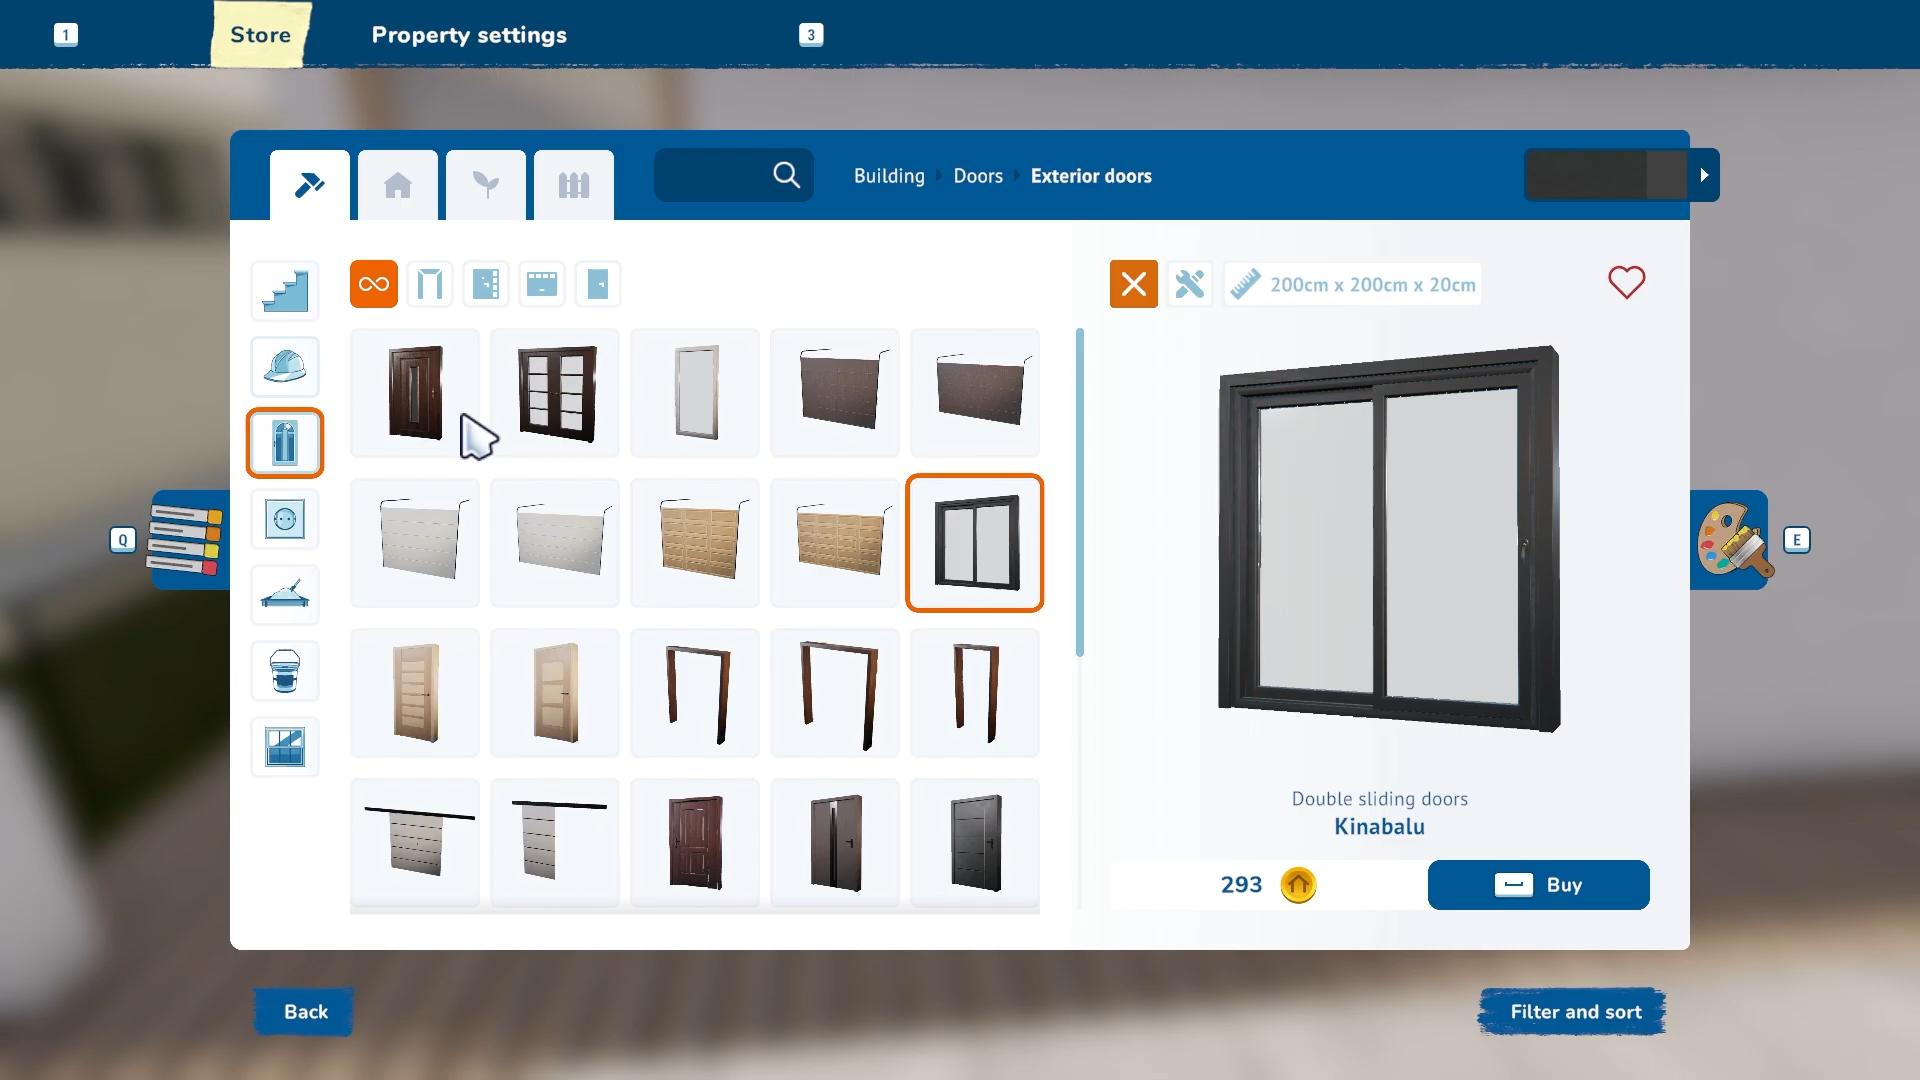 1
Store
Property settings
3
Building
Doors
Exterior doors
200cm x 200cm x 20cm
Q
E
Double sliding doors
Kinabalu
293
Buy
Back
Filter and sort